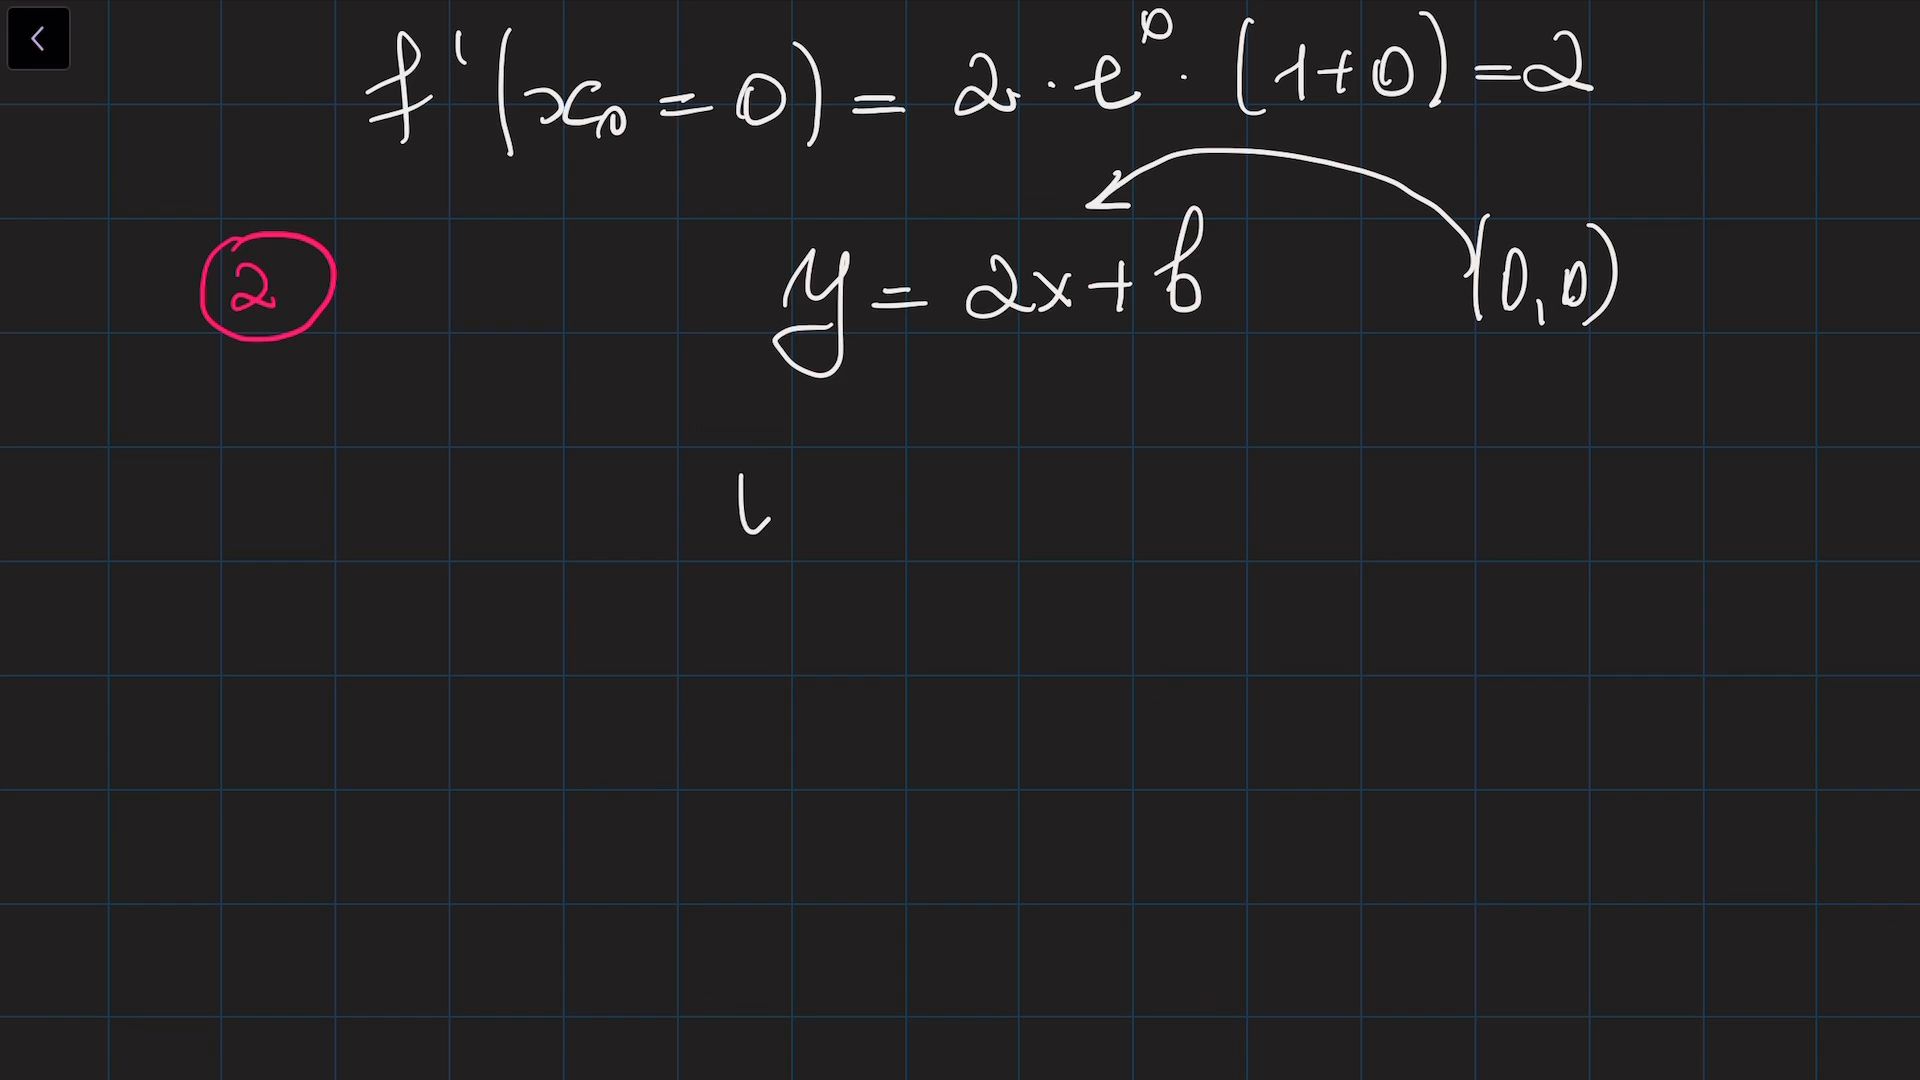 f'(x₀ = 0) = 2 · e⁰ · (1+0) = 2
② y = 2x + b (0,0)